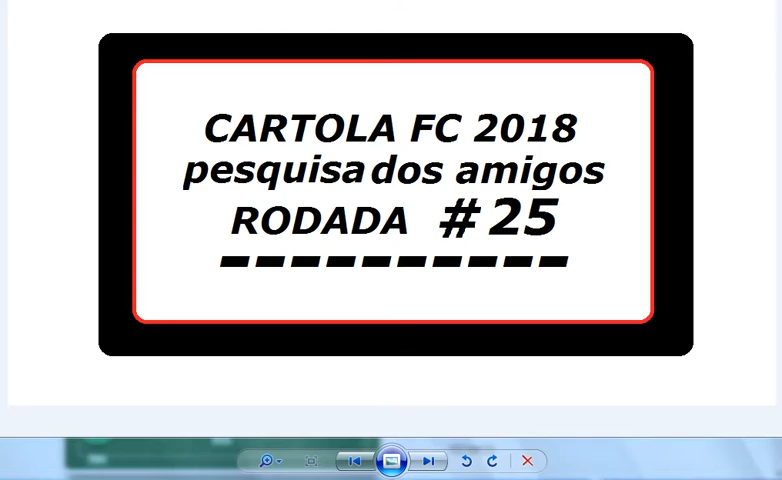 CARTOLA FC 2018
pesquisa dos amigos
RODADA #25
----------